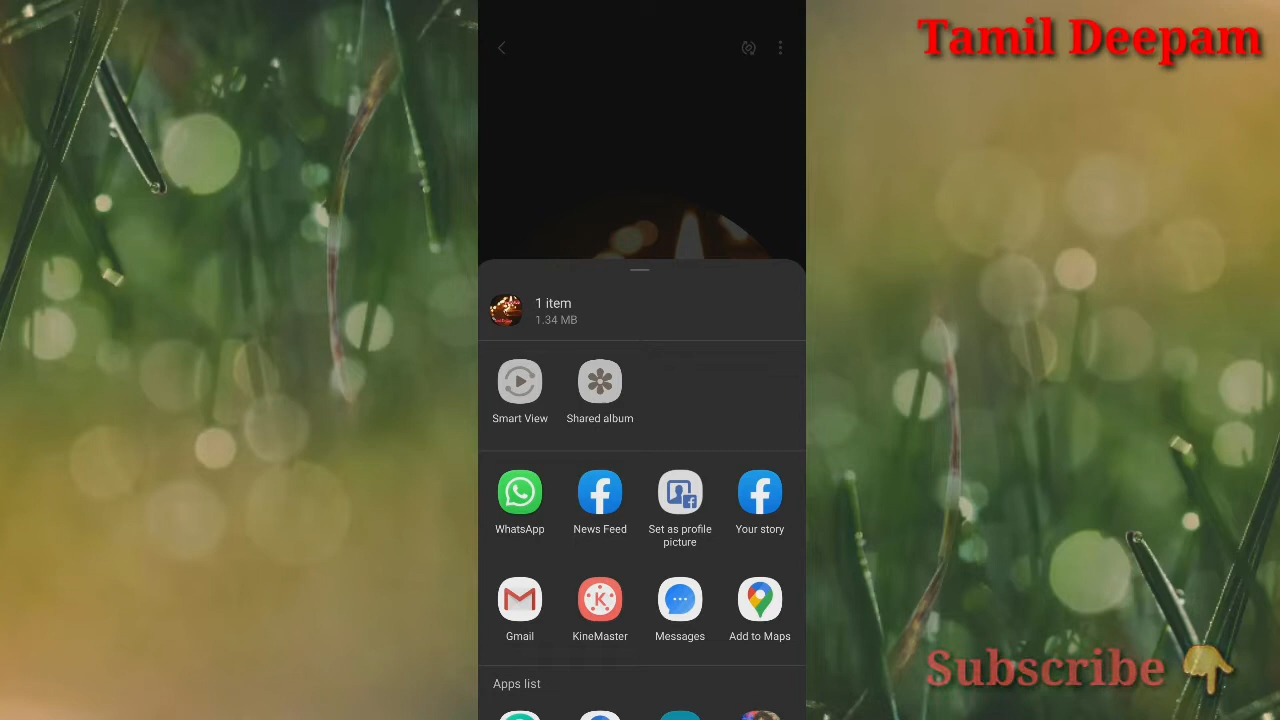 Tamil Deepam
1 item
1.34 MB
Smart View
Shared album
WhatsApp
News Feed
Set as profile
picture
Your story
Gmail
KineMaster
Messages
Add to Maps
Apps list
Subscribe 👇